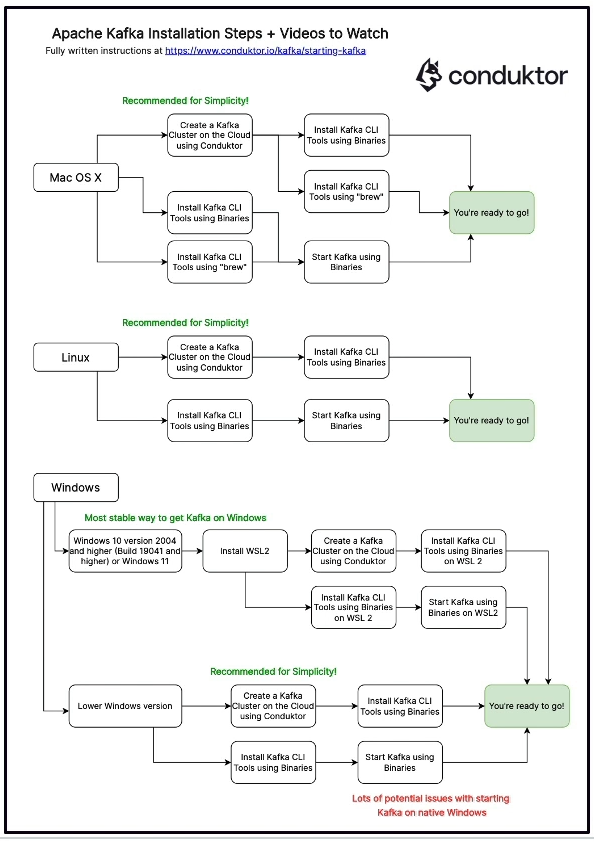 Apache Kafka Installation Steps + Videos to Watch
Fully written instructions at https://www.conduktor.io/kafka/starting-kafka
conduktor
Recommended for Simplicity!
Mac OS X
Create a Kafka
Cluster on the Cloud
using Conduktor
Install Kafka CLI
Tools using Binaries
Install Kafka CLI
Tools using "brew"
Install Kafka CLI
Tools using Binaries
You're ready to go!
Install Kafka CLI
Tools using "brew"
Start Kafka using
Binaries
Recommended for Simplicity!
Linux
Create a Kafka
Cluster on the Cloud
using Conduktor
Install Kafka CLI
Tools using Binaries
Install Kafka CLI
Tools using Binaries
Start Kafka using
Binaries
You're ready to go!
Windows
Most stable way to get Kafka on Windows
Windows 10 version 2004
and higher (Build 19041 and
higher) or Windows 11
Install WSL2
Create a Kafka
Cluster on the Cloud
using Conduktor
Install Kafka CLI
Tools using Binaries
on WSL 2
Install Kafka CLI
Tools using Binaries
on WSL 2
Start Kafka using
Binaries on WSL2
Recommended for Simplicity!
Lower Windows version
Create a Kafka
Cluster on the Cloud
using Conduktor
Install Kafka CLI
Tools using Binaries
You're ready to go!
Install Kafka CLI
Tools using Binaries
Start Kafka using
Binaries
Lots of potential issues with starting
Kafka on native Windows